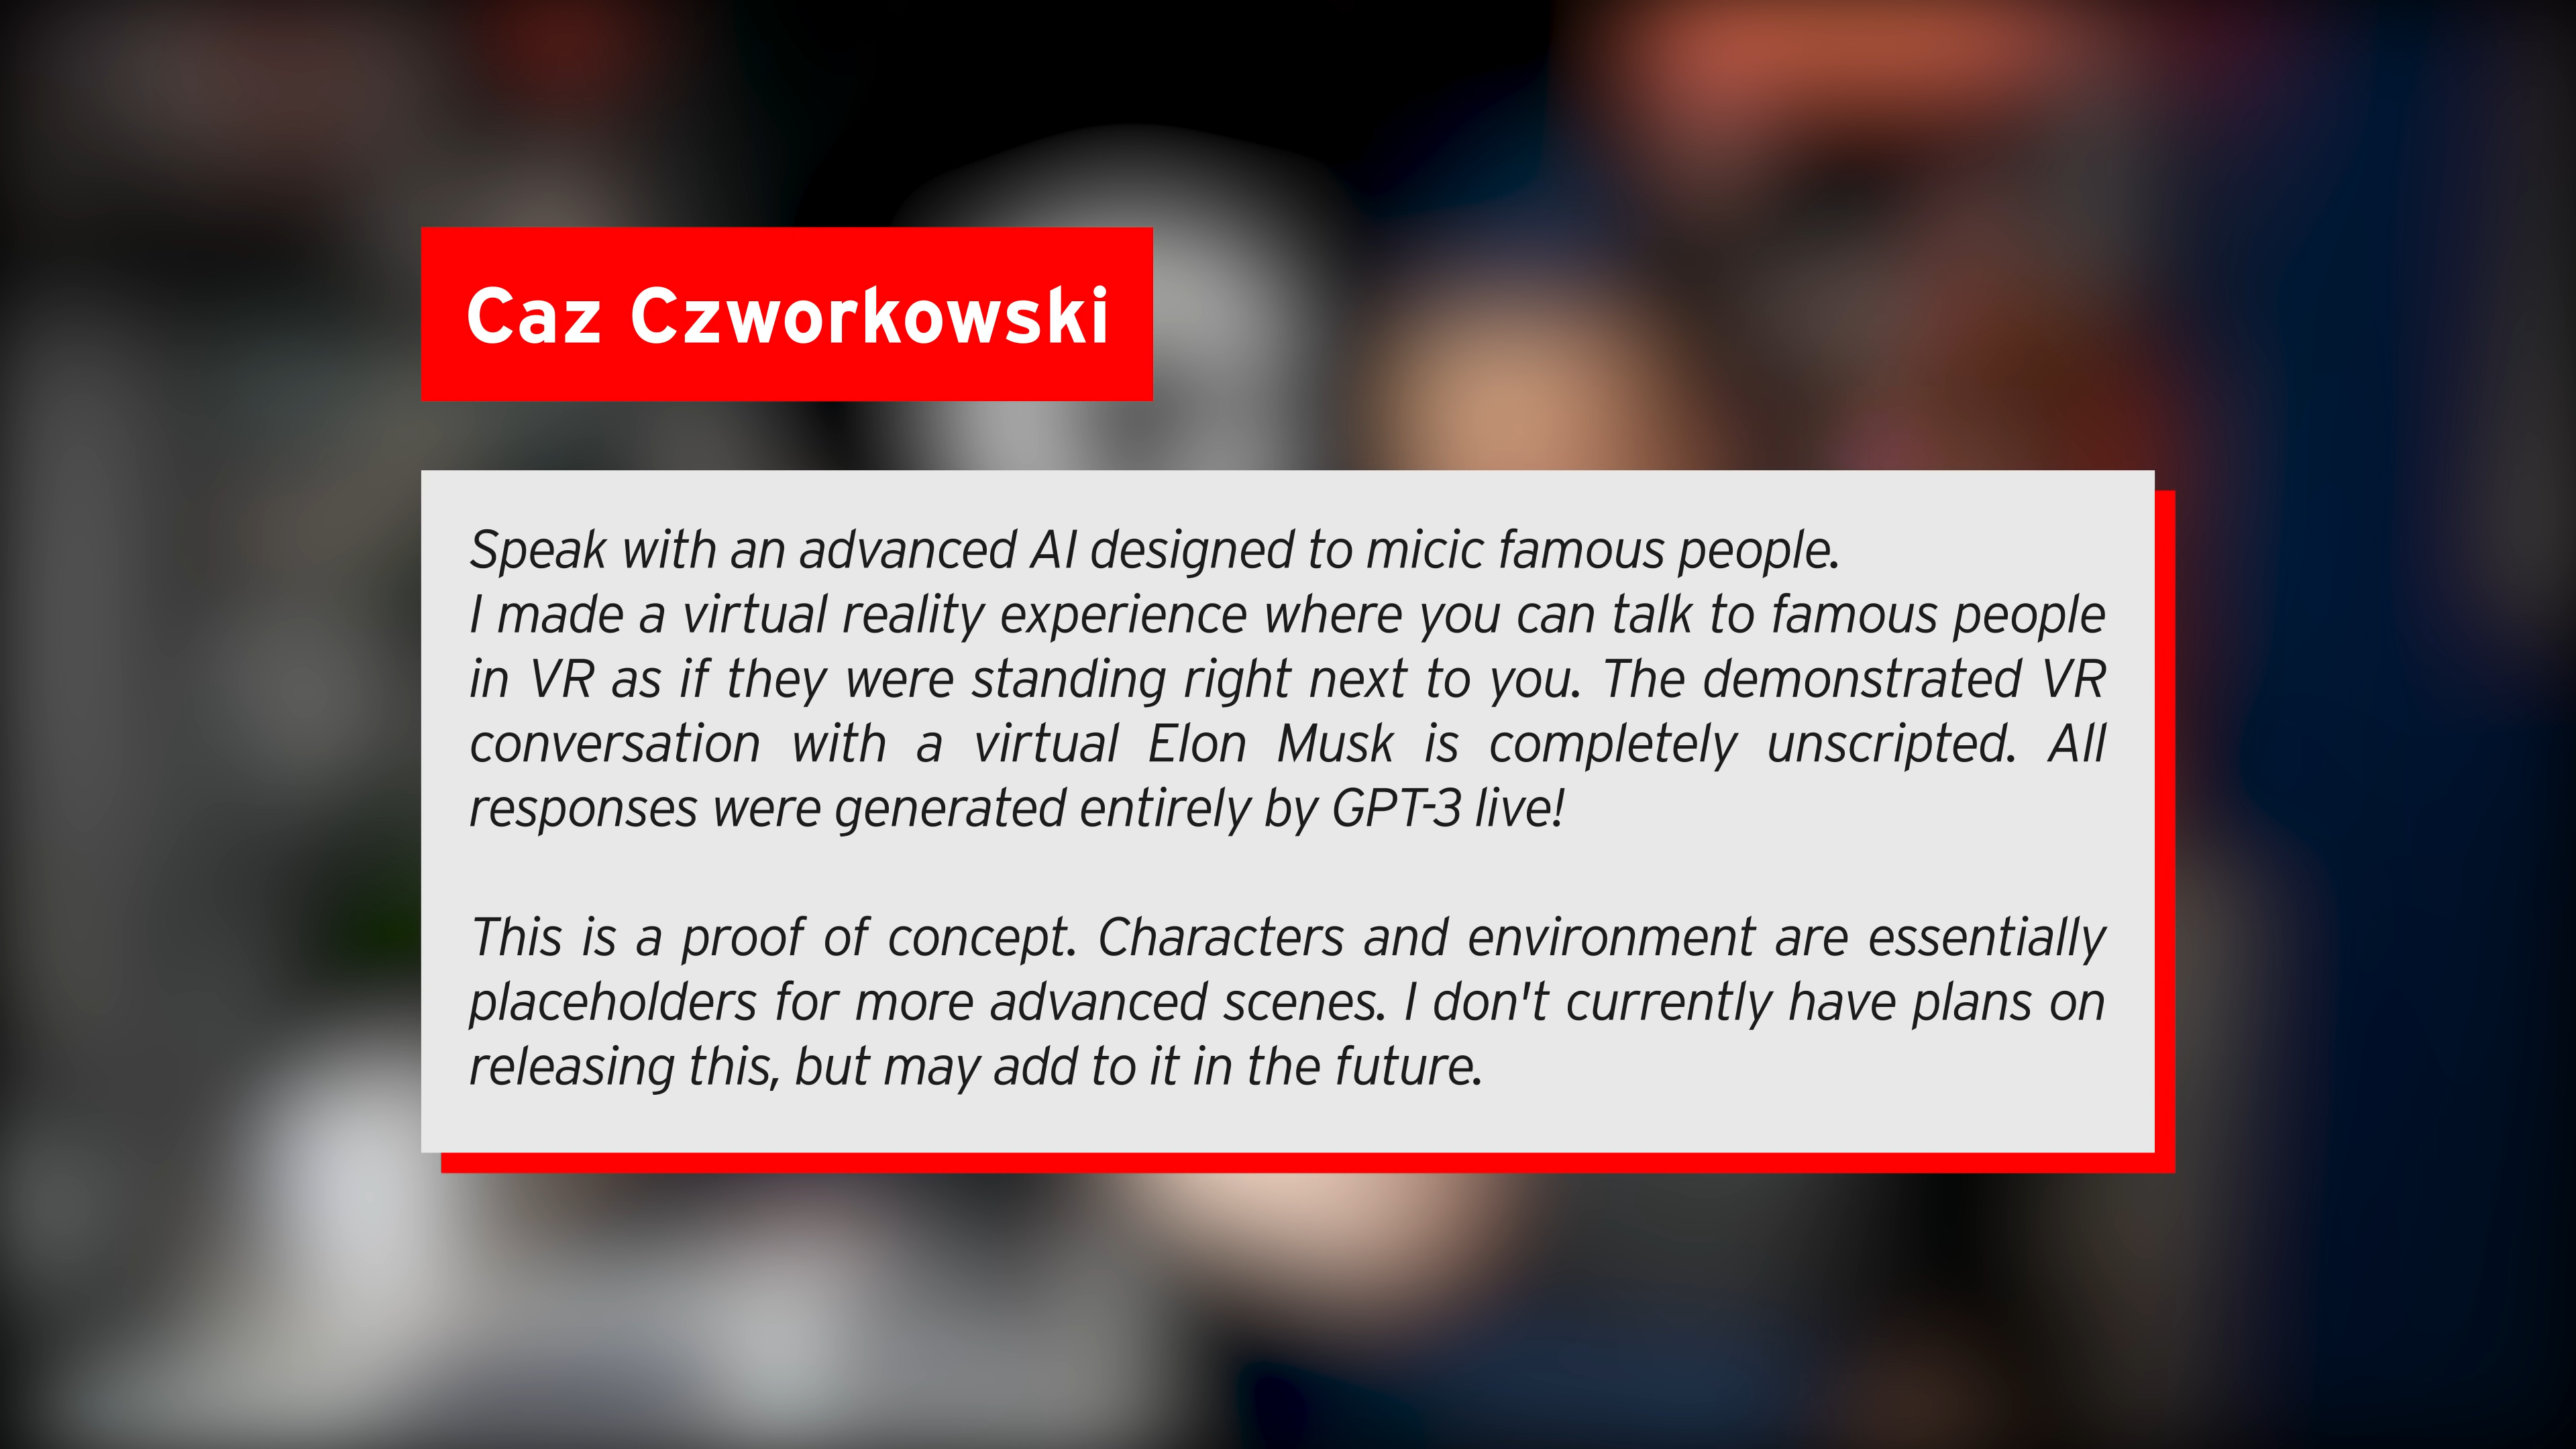 Caz Czworkowski
Speak with an advanced AI designed to micic famous people.
I made a virtual reality experience where you can talk to famous people
in VR as if they were standing right next to you. The demonstrated VR
conversation with a virtual Elon Musk is completely unscripted. All
responses were generated entirely by GPT-3 live!
This is a proof of concept. Characters and environment are essentially
placeholders for more advanced scenes. I don't currently have plans on
releasing this, but may add to it in the future.